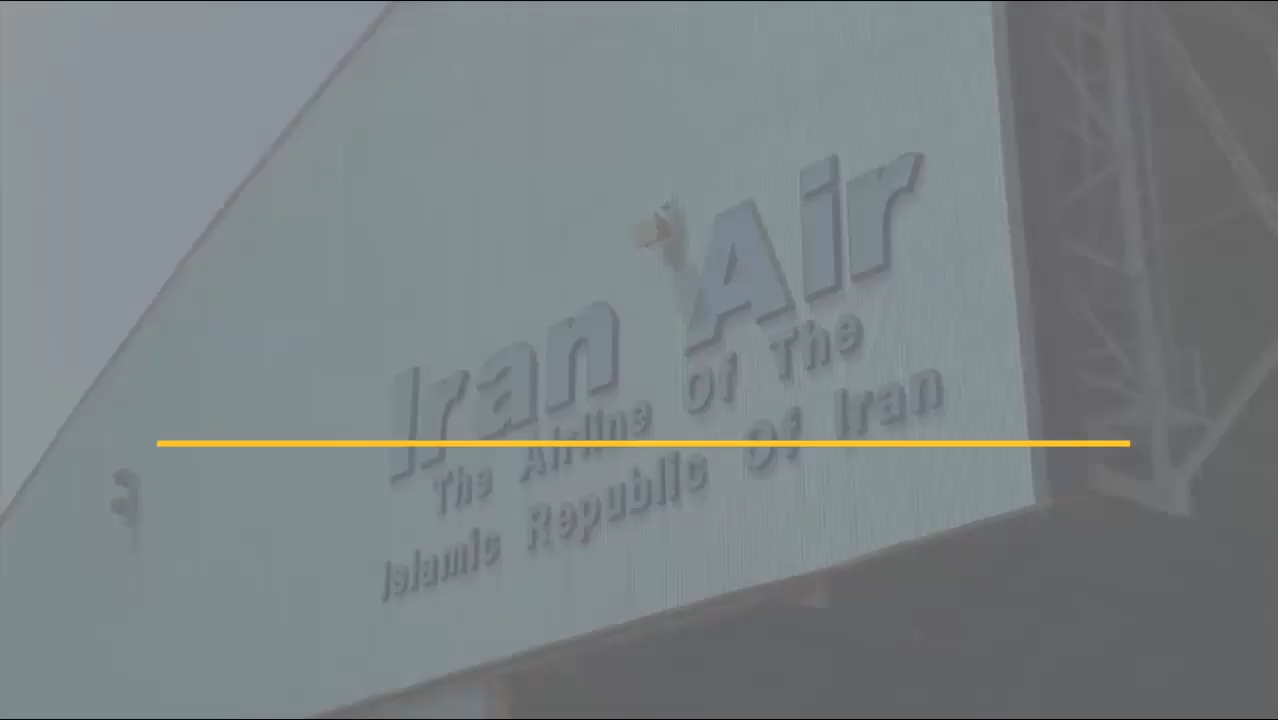 Iran Air
The Airline Of The
Islamic Republic Of Iran